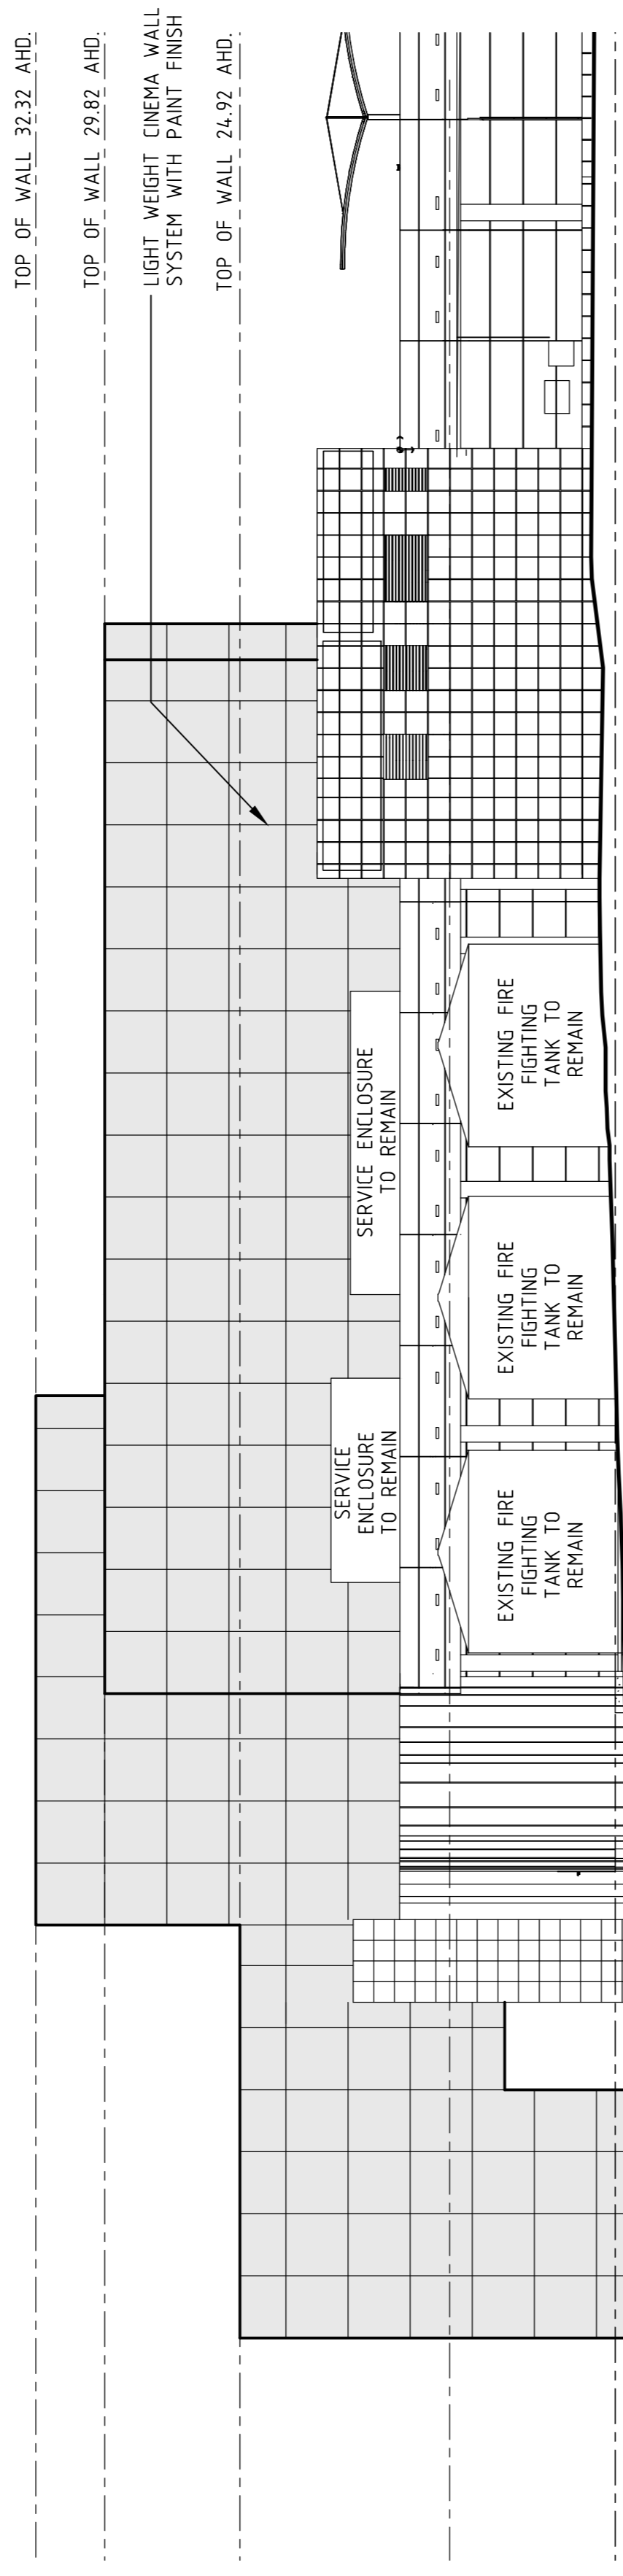 TOP OF WALL 32.32 AHD.
TOP OF WALL 29.82 AHD.
LIGHT WEIGHT CINEMA WALL
SYSTEM WITH PAINT FINISH
TOP OF WALL 24.92 AHD.
SERVICE
ENCLOSURE
TO REMAIN
SERVICE ENCLOSURE
TO REMAIN
EXISTING FIRE
FIGHTING
TANK TO
REMAIN
EXISTING FIRE
FIGHTING
TANK TO
REMAIN
EXISTING FIRE
FIGHTING
TANK TO
REMAIN